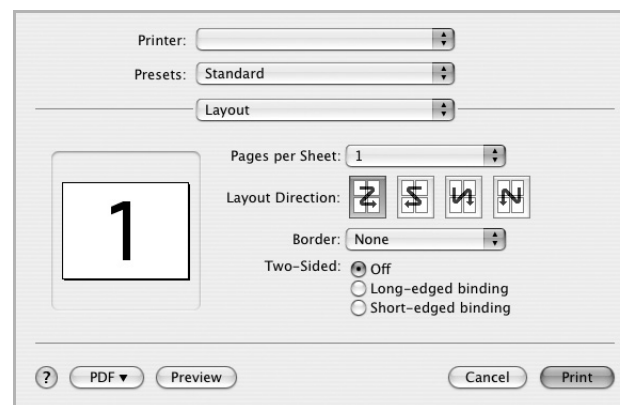 Printer:
Presets: Standard
Layout
Pages per Sheet: 1
1
Layout Direction:
Border: None
Two-Sided: Off
Long-edged binding
Short-edged binding
? PDF▼ Preview Cancel Print